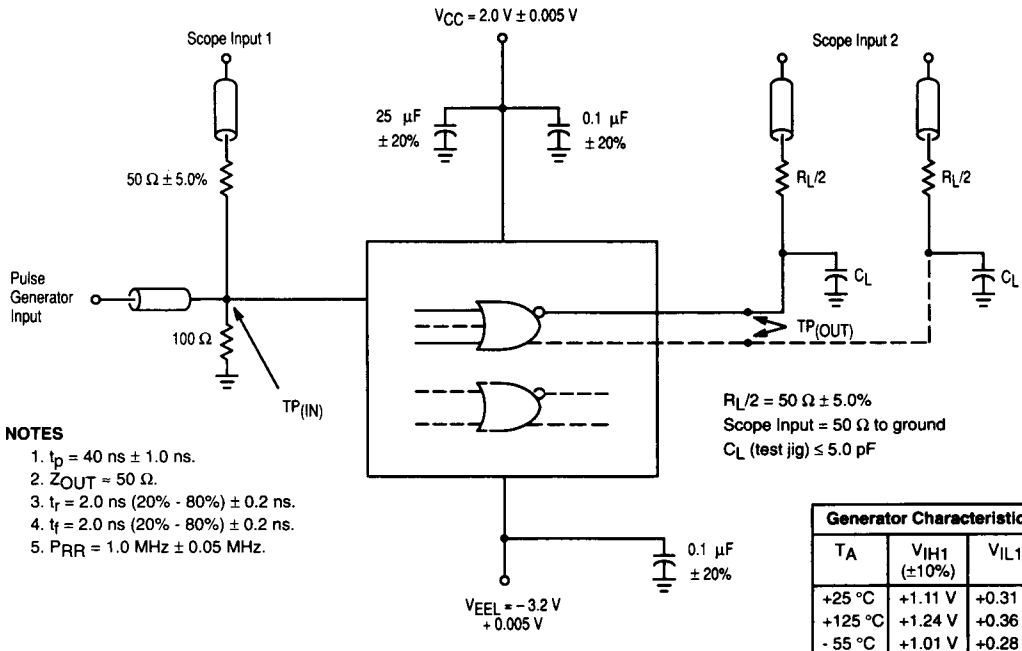 VCC = 2.0 V ± 0.005 V
Scope Input 1
Scope Input 2
25 μF
± 20%
0.1 μF
± 20%
50 Ω ± 5.0%
RL/2
RL/2
CL
CL
Pulse
Generator
Input
100 Ω
TP(IN)
TP(OUT)
RL/2 = 50 Ω ± 5.0%
Scope Input = 50 Ω to ground
CL (test jig) ≤ 5.0 pF
NOTES
1. tp = 40 ns ± 1.0 ns.
2. ZOUT = 50 Ω.
3. tr = 2.0 ns (20% - 80%) ± 0.2 ns.
4. tf = 2.0 ns (20% - 80%) ± 0.2 ns.
5. PRR = 1.0 MHz ± 0.05 MHz.
0.1 μF
± 20%
VEEL = – 3.2 V
+ 0.005 V
Generator Characteristic
TA VIH1 VIL1
(±10%)
+25 °C +1.11 V +0.31
+125 °C +1.24 V +0.36
- 55 °C +1.01 V +0.28